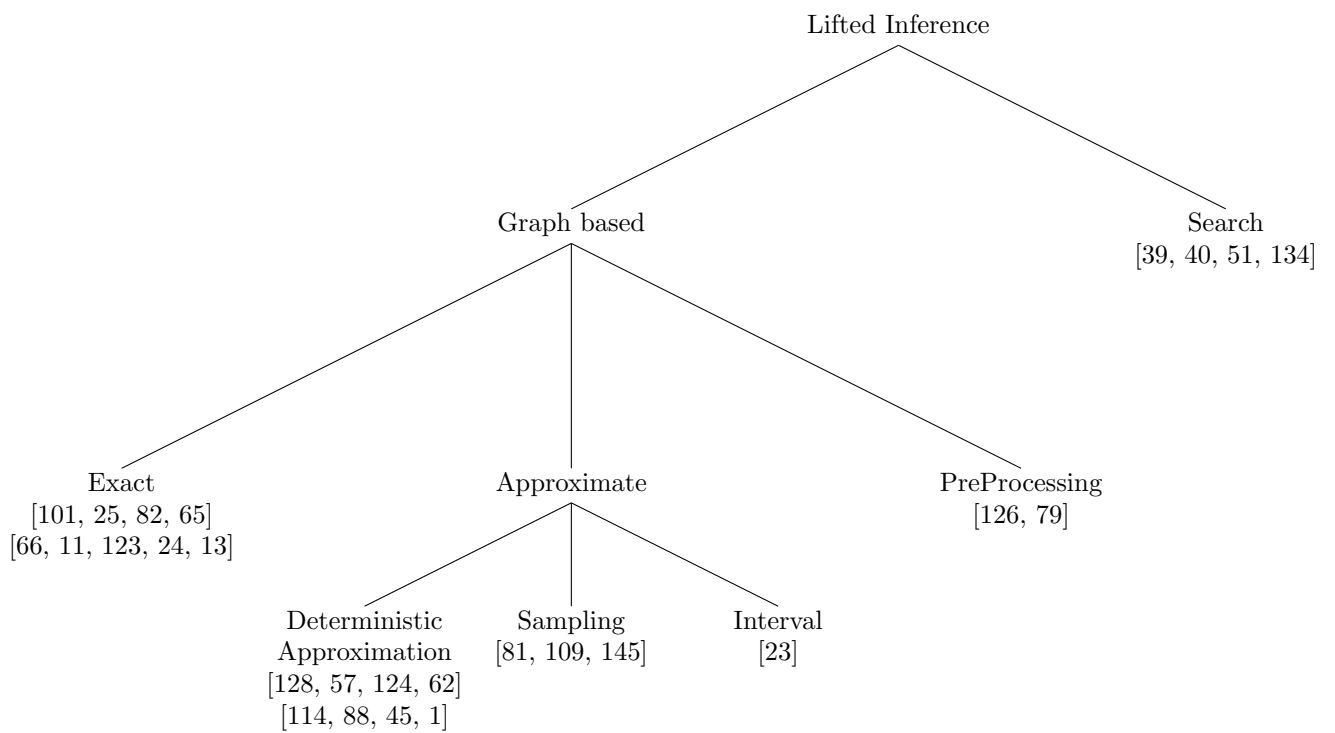 Lifted Inference
Graph based
Search
[39, 40, 51, 134]
Exact
[101, 25, 82, 65]
[66, 11, 123, 24, 13]
Approximate
PreProcessing
[126, 79]
Deterministic
Approximation
[128, 57, 124, 62]
[114, 88, 45, 1]
Sampling
[81, 109, 145]
Interval
[23]